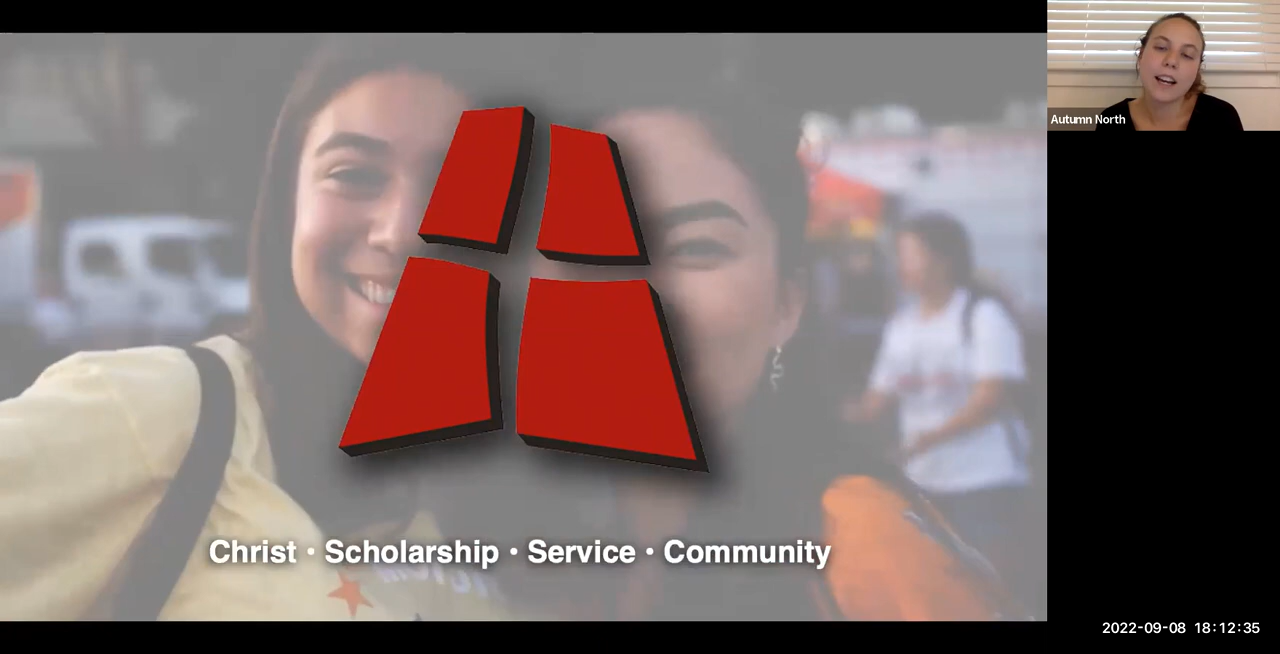 Autumn North
Christ · Scholarship · Service · Community
2022-09-08 18:12:35